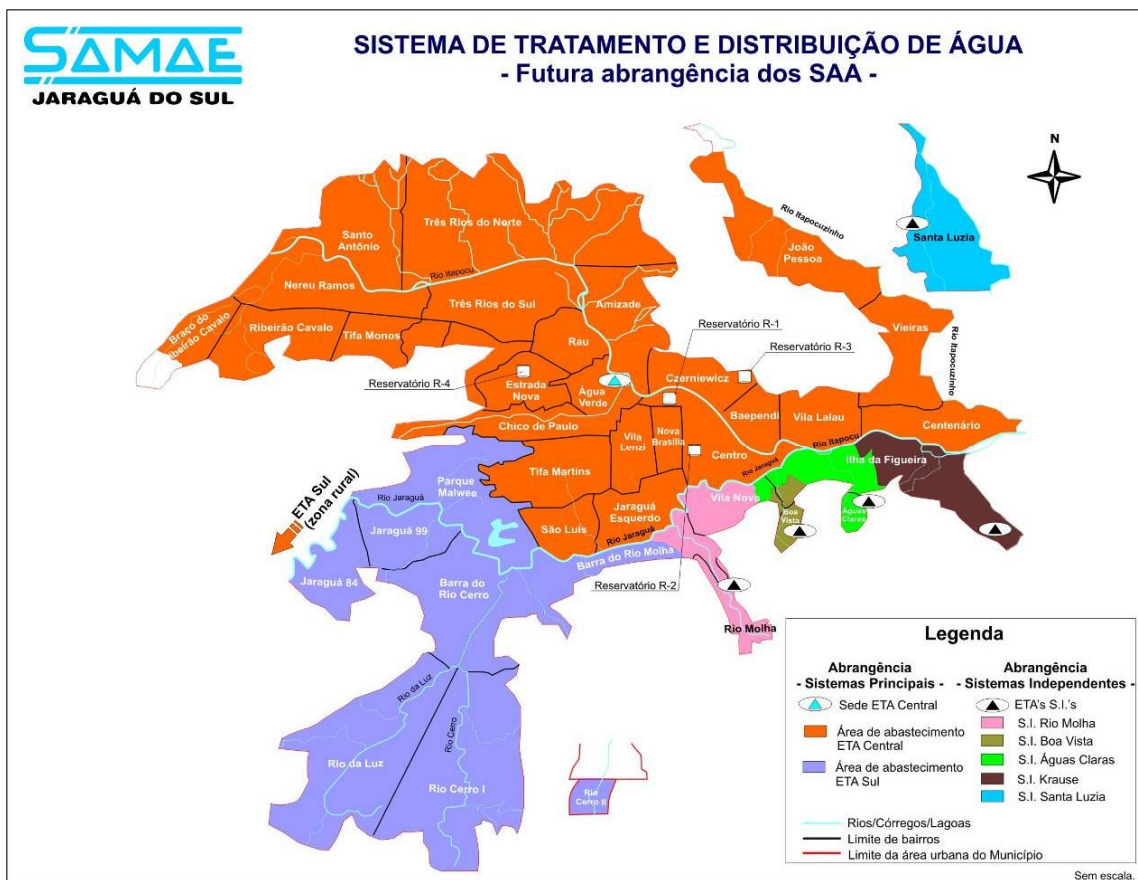 SAMAE
JARAGUÁ DO SUL
SISTEMA DE TRATAMENTO E DISTRIBUIÇÃO DE ÁGUA
- Futura abrangência dos SAA -
N
Rio Itapocuzinho
Santa Luzia
Três Rios do Norte
Santo
Antônio
João
Pessoa
Rio Itapocu
Nereu Ramos
Três Rios do Sul
Amizade
Vieiras
Rio Itapocuzinho
Braço do
Ribeirão Cavalo
Ribeirão Cavalo
Tifa Monos
Rau
Reservatório R-1
Reservatório R-3
Reservatório R-4
Estrada
Nova
Água
Verde
Czerniewicz
Baependi
Vila Lalau
Centenário
Chico de Paulo
Vila
Lenzi
Nova
Brasília
Centro
Rio Itapocu
Ilha da Figueira
Rio Jaraguá
Tifa Martins
Parque
Malwee
Vila Nova
Boa
Vista
Águas
Claras
ETA Sul
(zona rural)
Rio Jaraguá
Jaraguá 99
São Luís
Jaraguá
Esquerdo
Rio Jaraguá
Barra do Rio Molha
Jaraguá 84
Barra do
Rio Cerro
Reservatório R-2
Rio Molha
Rio da Luz
Rio Cerro
Rio da Luz
Rio Cerro I
Rio
Cerro II
Legenda
Abrangência
- Sistemas Principais -
Sede ETA Central
Área de abastecimento
ETA Central
Área de abastecimento
ETA Sul
Abrangência
- Sistemas Independentes -
ETA's S.I.'s
S.I. Rio Molha
S.I. Boa Vista
S.I. Águas Claras
S.I. Krause
S.I. Santa Luzia
Rios/Córregos/Lagoas
Limite de bairros
Limite da área urbana do Município
Sem escala.